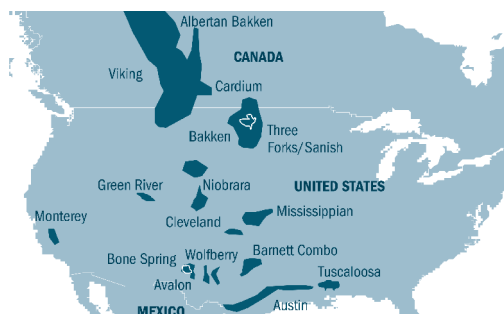 Albertan Bakken
CANADA
Viking
Cardium
Bakken
Three
Forks/Sanish
Green River
Niobrara
UNITED STATES
Monterey
Cleveland
Mississippian
Bone Spring
Wolfberry
Barnett Combo
Avalon
Tuscaloosa
MEXICO
Austin